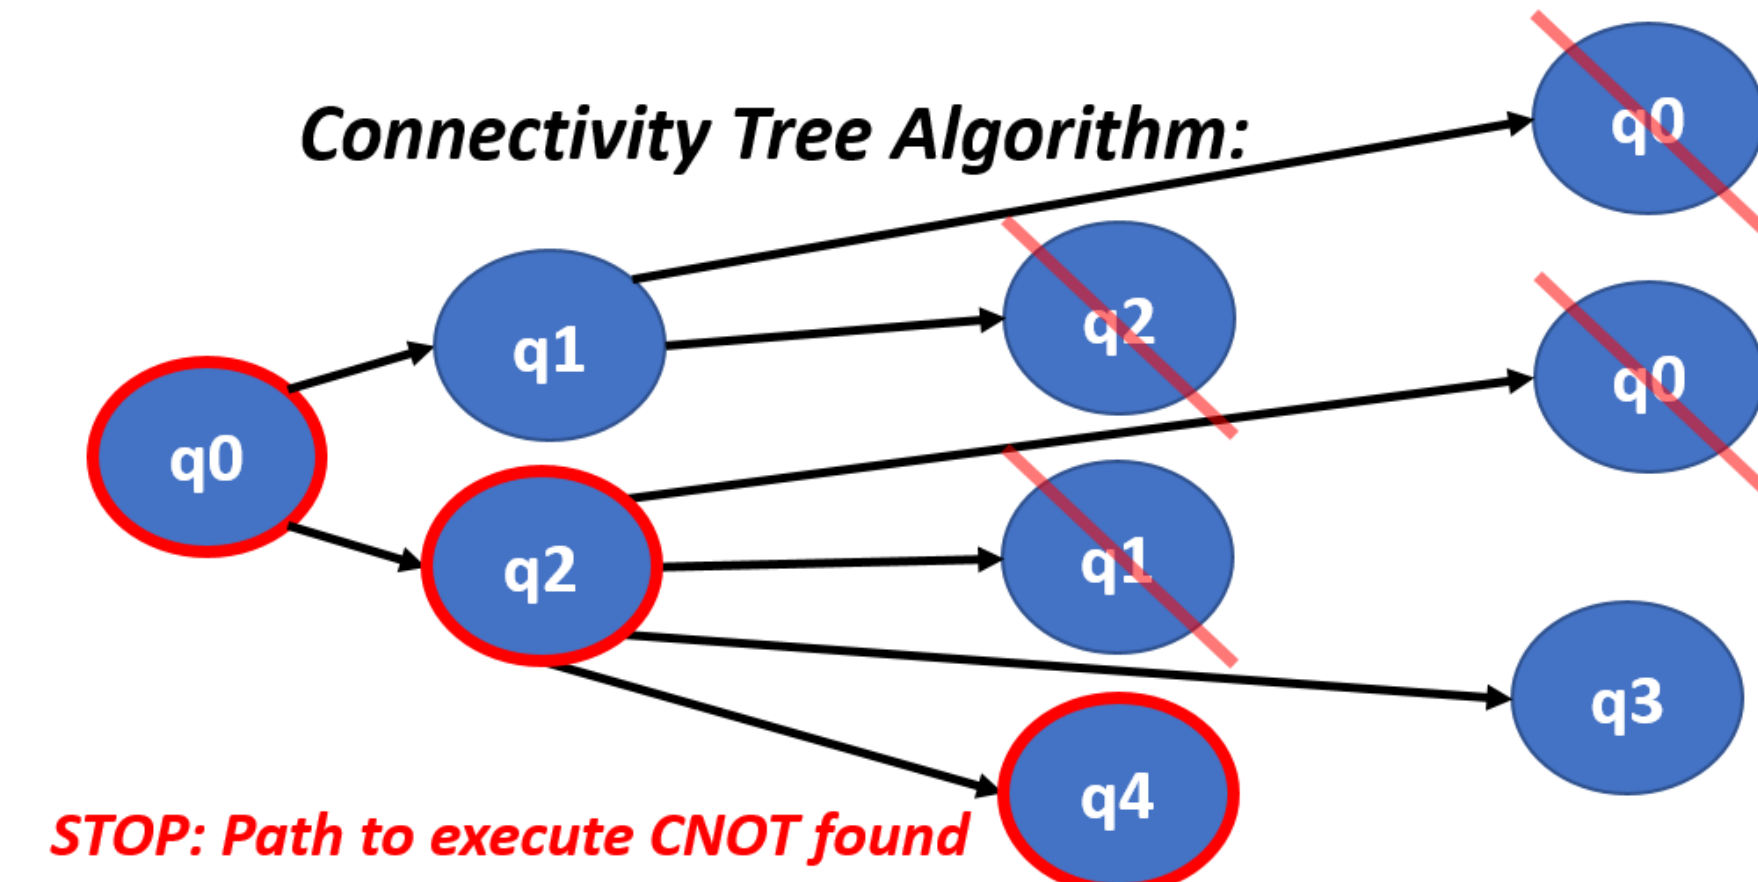 q0
Connectivity Tree Algorithm:
q1
q2
q0
q0
q2
q1
q3
q4
STOP: Path to execute CNOT found